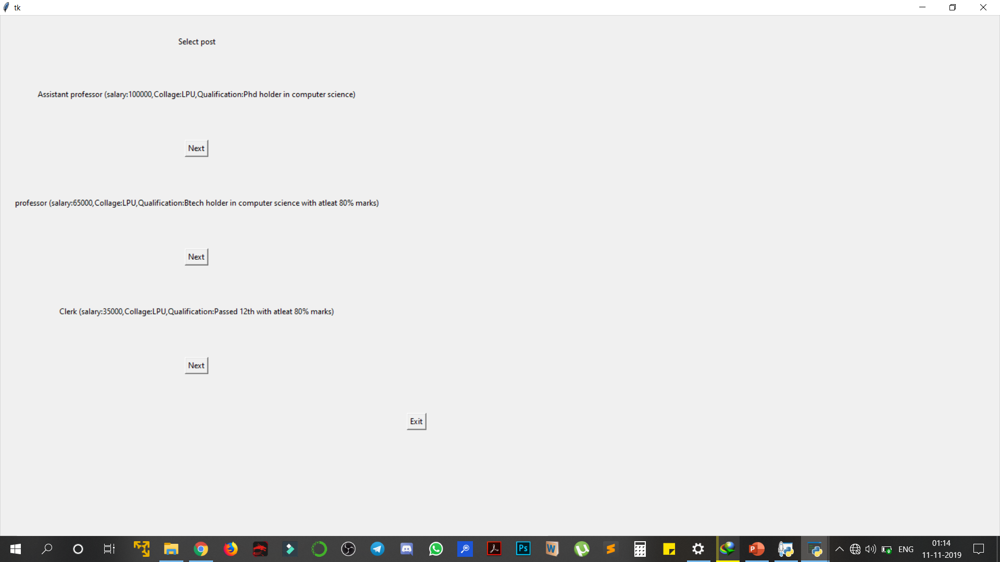 tk
Select post
Assistant professor (salary:100000,Collage:LPU,Qualification:Phd holder in computer science)
Next
professor (salary:65000,Collage:LPU,Qualification:Btech holder in computer science with atleat 80% marks)
Next
Clerk (salary:35000,Collage:LPU,Qualification:Passed 12th with atleat 80% marks)
Next
Exit
ENG
01:14
11-11-2019